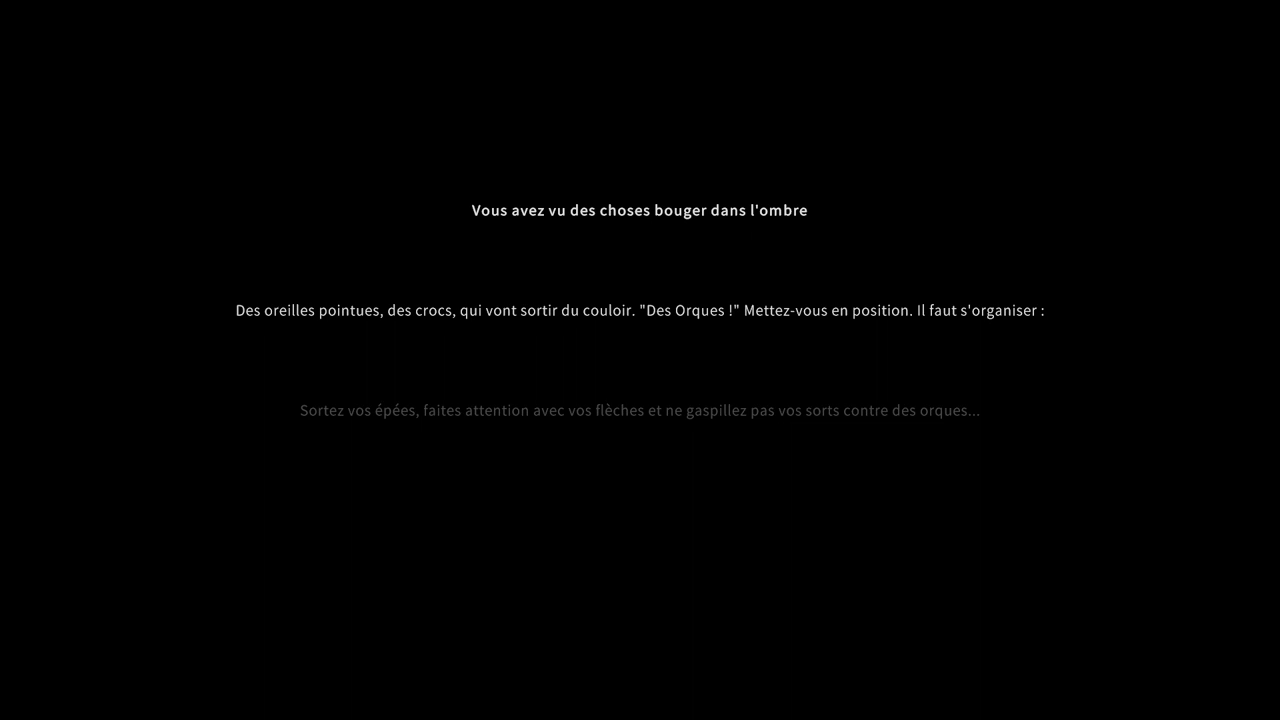 Vous avez vu des choses bouger dans l'ombre
Des oreilles pointues, des crocs, qui vont sortir du couloir. "Des Orques !" Mettez-vous en position. Il faut s'organiser :
Sortez vos épées, faites attention avec vos flèches et ne gaspillez pas vos sorts contre des orques...